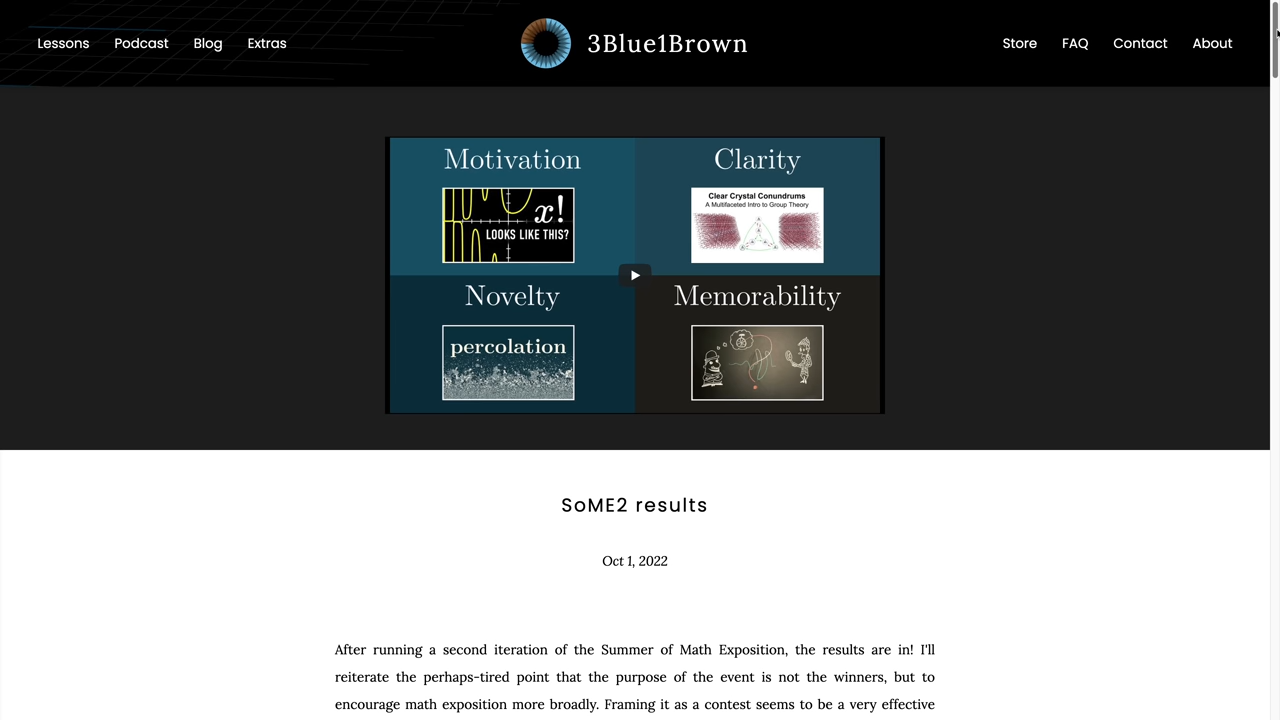 Lessons
Podcast
Blog
Extras
3Blue1Brown
Store
FAQ
Contact
About
Motivation
x!
LOOKS LIKE THIS?
Clarity
Clear Crystal Conundrums
A Multifaceted Intro to Group Theory
Novelty
percolation
Memorability
SoME2 results
Oct 1, 2022
After running a second iteration of the Summer of Math Exposition, the results are in! I'll
reiterate the perhaps-tired point that the purpose of the event is not the winners, but to
encourage math exposition more broadly. Framing it as a contest seems to be a very effective